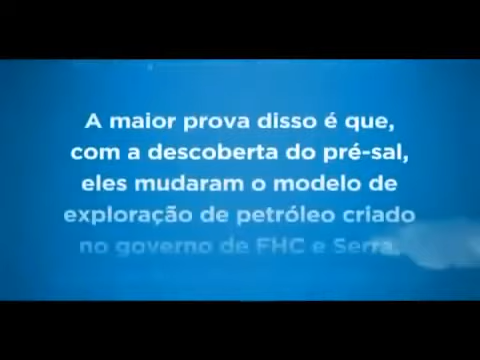 A maior prova disso é que,
com a descoberta do pré-sal,
eles mudaram o modelo de
exploração de petróleo criado
no governo de FHC e Serra.